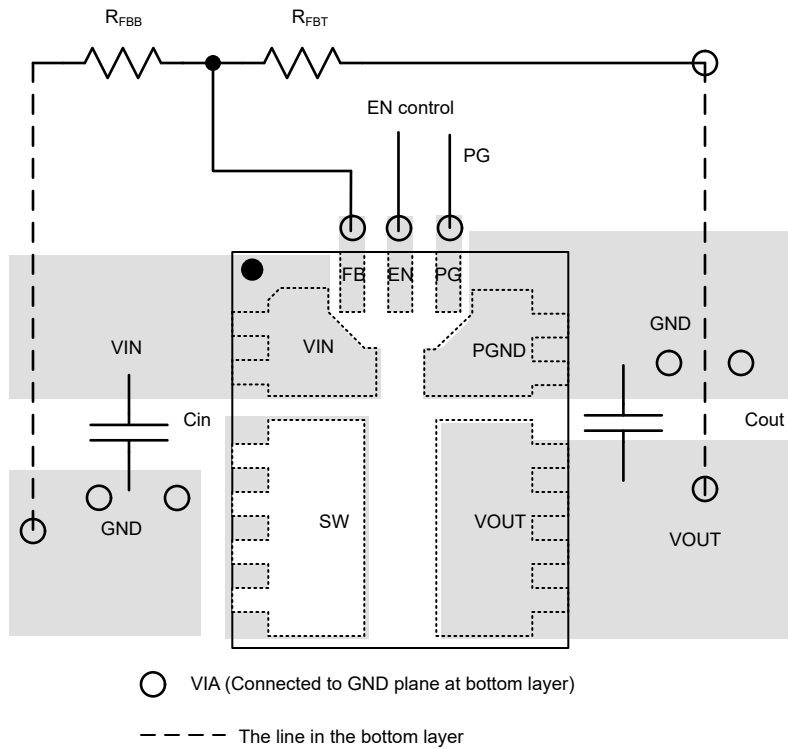 RFBB
RFBT
EN control
PG
FB
EN
PG
GND
VIN
VIN
PGND
Cin
Cout
SW
VOUT
GND
VOUT
VIA (Connected to GND plane at bottom layer)
The line in the bottom layer